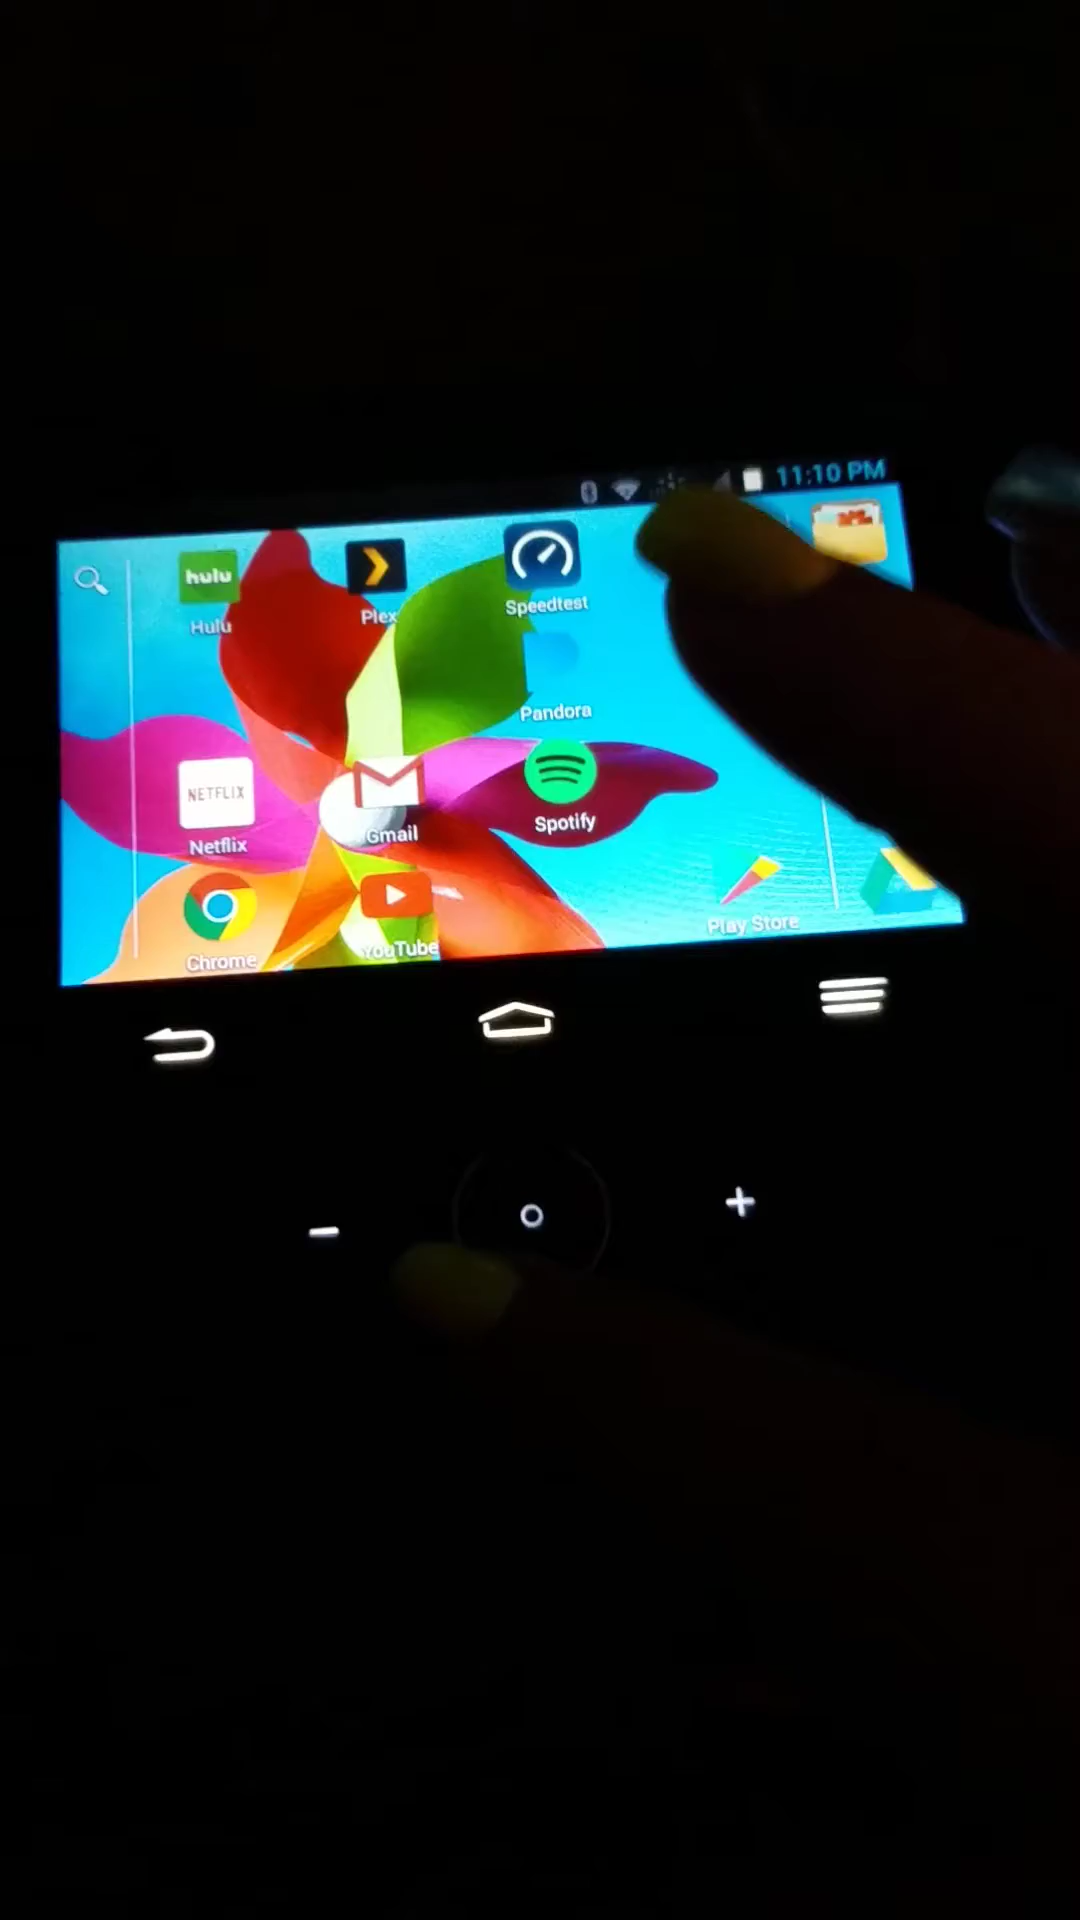 11:10 PM
hulu
Hulu
Plex
Speedtest
Pandora
NETFLIX
Netflix
Gmail
Spotify
Chrome
YouTube
Play Store